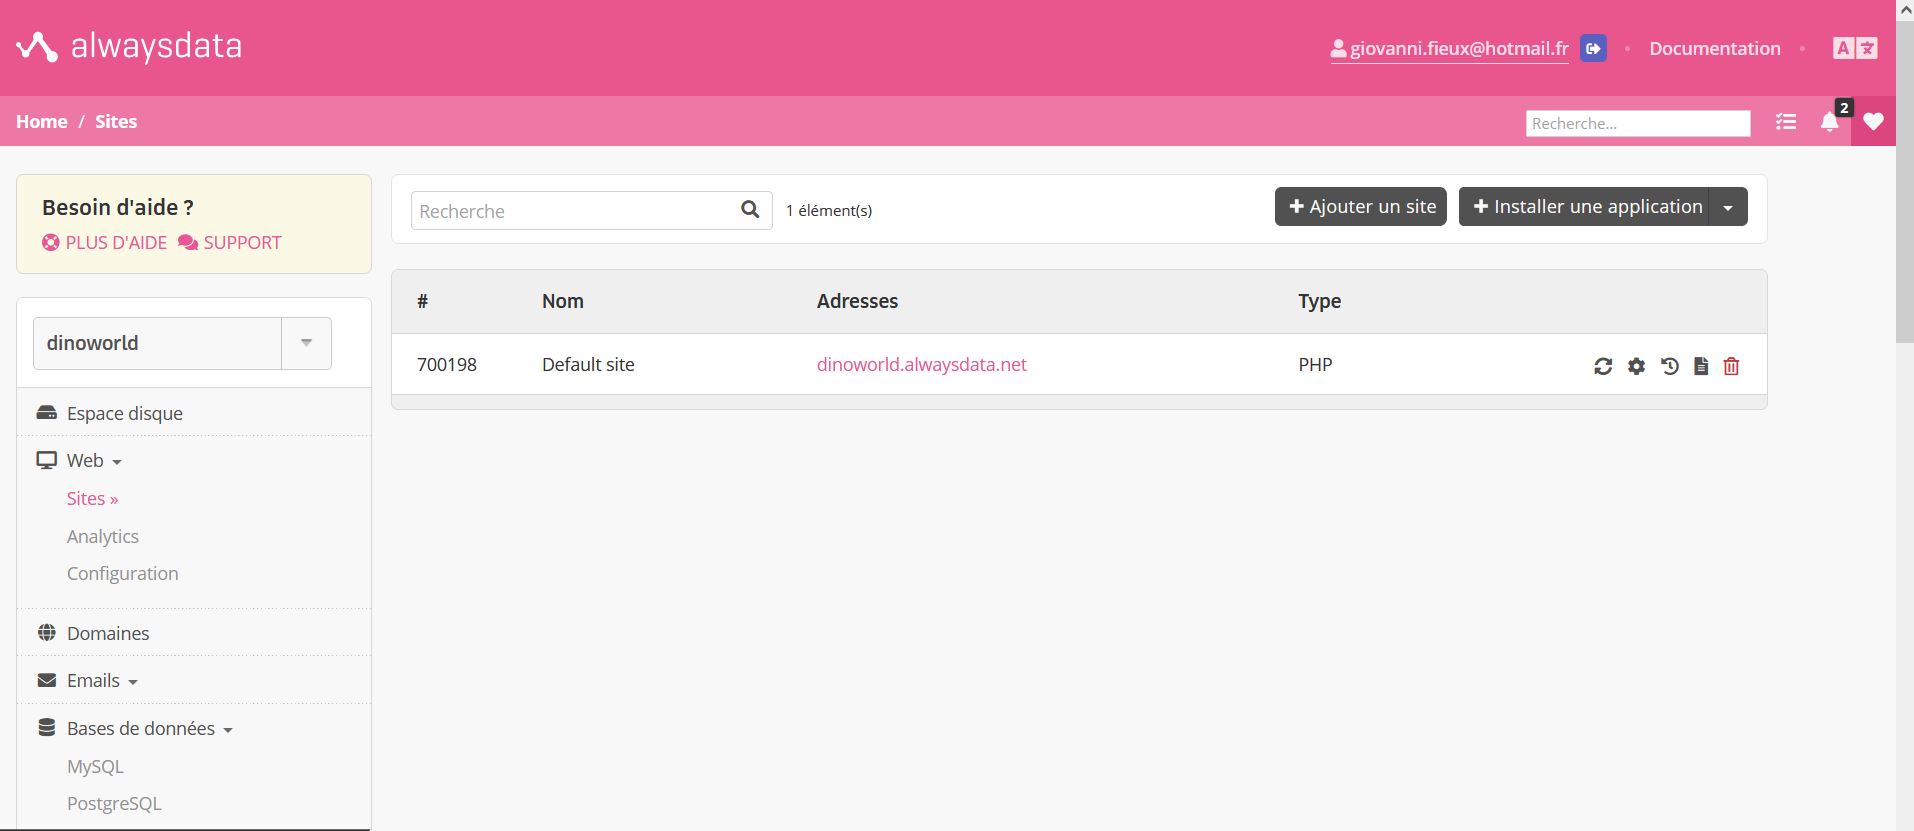 alwaysdata
giovanni.fieux@hotmail.fr
Documentation
A
Home / Sites
Recherche...
2
Besoin d'aide ?
PLUS D'AIDE SUPPORT
Recherche
1 élément(s)
Ajouter un site
Installer une application
dinoworld
# Nom Adresses Type
700198 Default site dinoworld.alwaysdata.net PHP
Espace disque
Web
Sites »
Analytics
Configuration
Domaines
Emails
Bases de données
MySQL
PostgreSQL